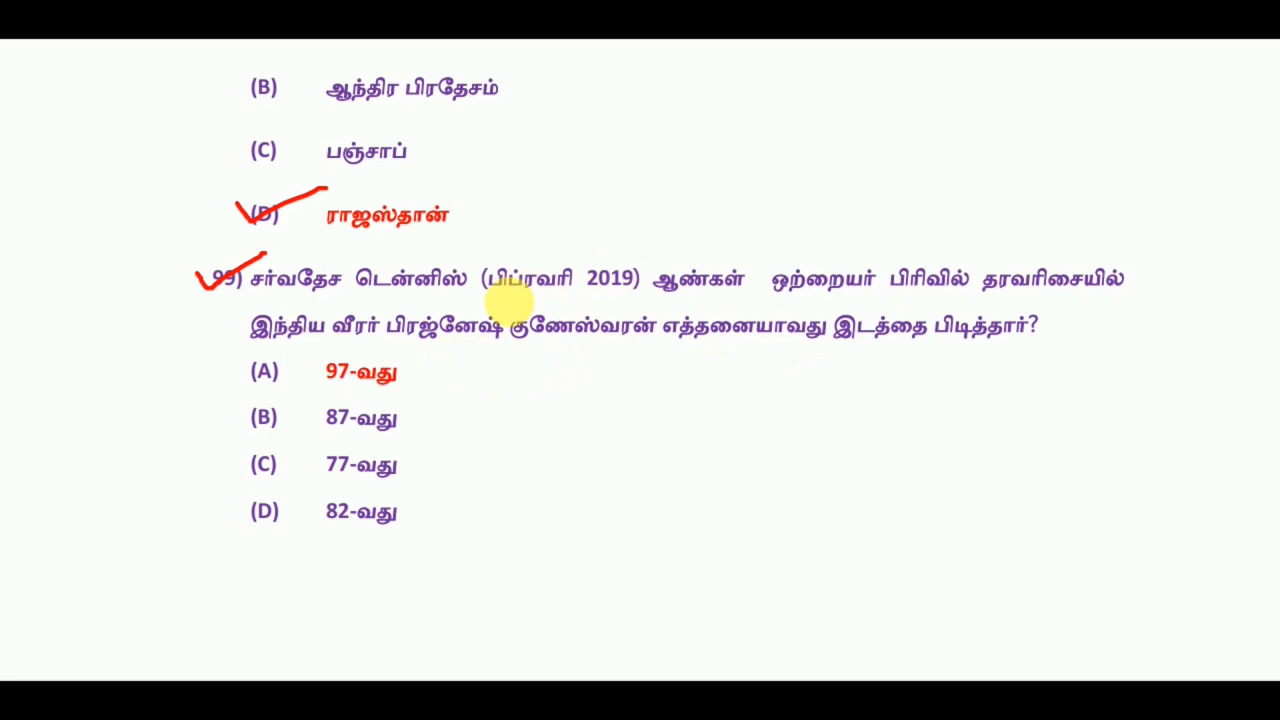 (B) ஆந்திர பிரதேசம்
(C) பஞ்சாப்
(D) ராஜஸ்தான்
99) சர்வதேச டென்னிஸ் (பிப்ரவரி 2019) ஆண்கள் ஒற்றையர் பிரிவில் தரவரிசையில்
இந்திய வீரர் பிரஜ்னேஷ் குணேஸ்வரன் எத்தனையாவது இடத்தை பிடித்தார்?
(A) 97-வது
(B) 87-வது
(C) 77-வது
(D) 82-வது